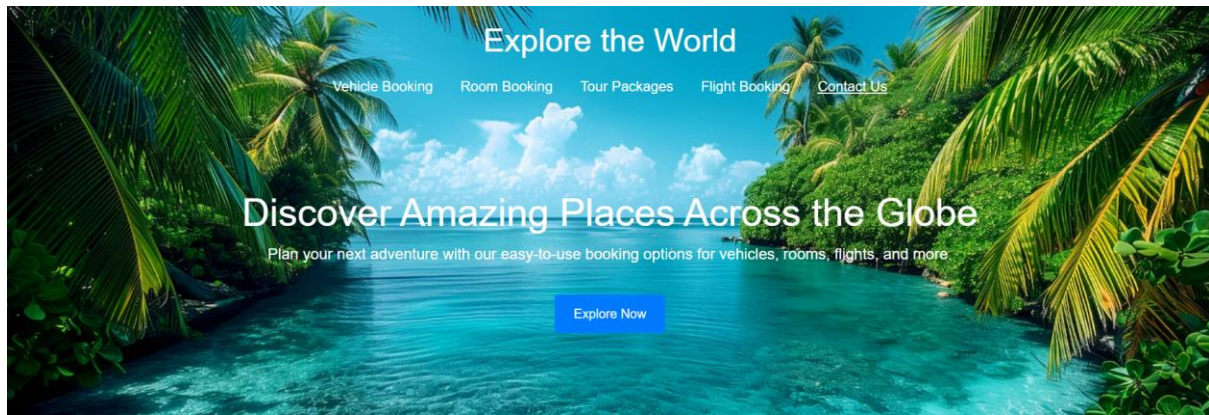 Explore the World
Vehicle Booking Room Booking Tour Packages Flight Booking Contact Us
Discover Amazing Places Across the Globe
Plan your next adventure with our easy-to-use booking options for vehicles, rooms, flights, and more.
Explore Now